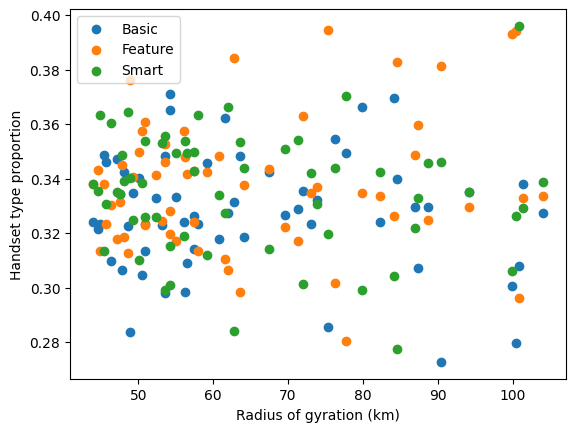 Basic
Feature
Smart
0.40
0.38
0.36
0.34
0.32
0.30
0.28
Handset type proportion
50
60
70
80
90
100
Radius of gyration (km)